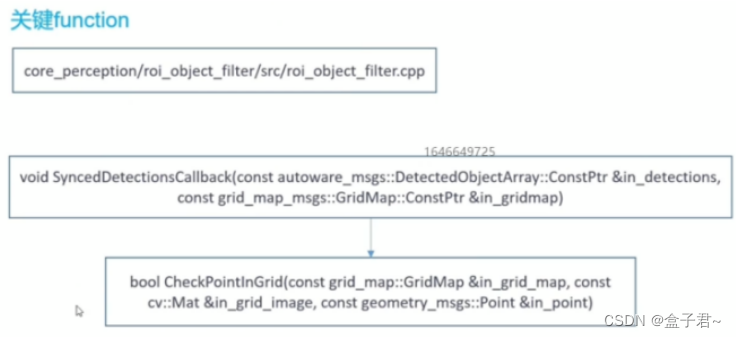 关键function
core_perception/roi_object_filter/src/roi_object_filter.cpp
1646649725
void SyncedDetectionsCallback(const autoware_msgs::DetectedObjectArray::ConstPtr &in_detections,
const grid_map_msgs::GridMap::ConstPtr &in_gridmap)
bool CheckPointInGrid(const grid_map::GridMap &in_grid_map, const
cv::Mat &in_grid_image, const geometry_msgs::Point &in_point)
CSDN @盒子君~